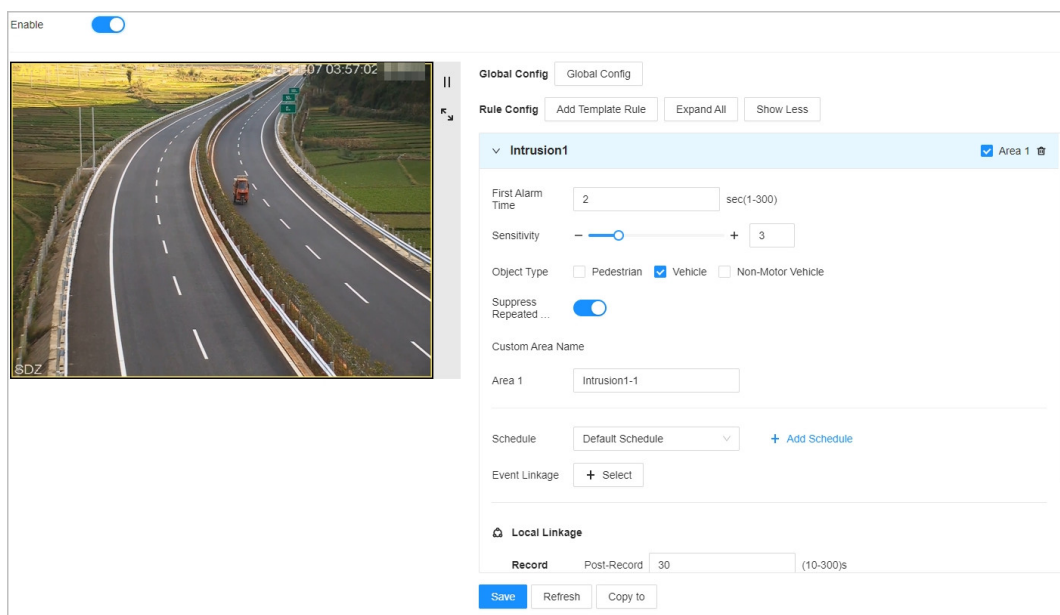 Enable
07 03:57:02
SDZ
Global Config Global Config
Rule Config Add Template Rule Expand All Show Less
Intrusion1 Area 1
First Alarm
Time
2 sec(1-300)
Sensitivity − + 3
Object Type Pedestrian Vehicle Non-Motor Vehicle
Suppress
Repeated ...
Custom Area Name
Area 1 Intrusion1-1
Schedule Default Schedule + Add Schedule
Event Linkage + Select
Local Linkage
Record Post-Record 30 (10-300)s
Save Refresh Copy to